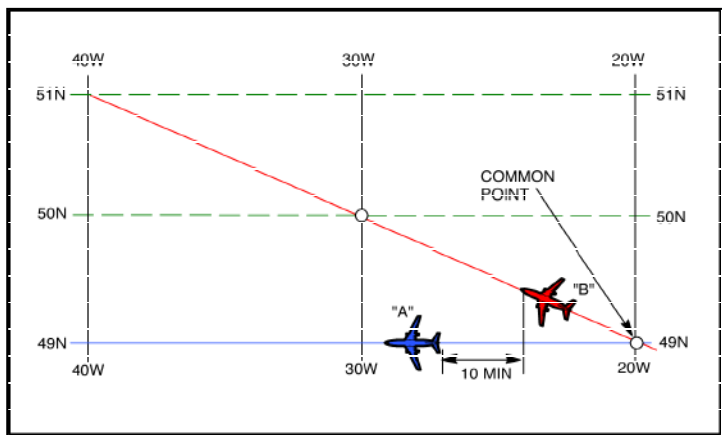 40W 30W 20W
51N 51N
COMMON
POINT
50N 50N
"B"
"A"
49N 49N
40W 30W 20W
10 MIN